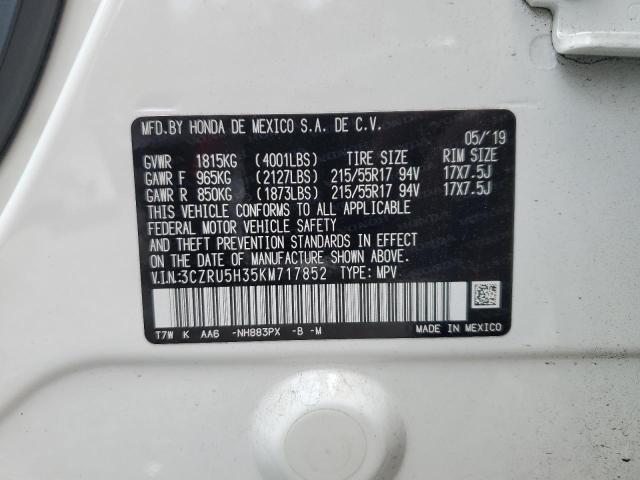 MFD.BY HONDA DE MEXICO S.A. DE C.V.
05/'19
GVWR 1815KG (4001LBS) TIRE SIZE RIM SIZE
GAWR F 965KG (2127LBS) 215/55R17 94V 17X7.5J
GAWR R 850KG (1873LBS) 215/55R17 94V 17X7.5J
THIS VEHICLE CONFORMS TO ALL APPLICABLE
FEDERAL MOTOR VEHICLE SAFETY
AND THEFT PREVENTION STANDARDS IN EFFECT
ON THE DATE OF MANUFACTURE SHOWN ABOVE.
V.I.N:3CZRU5H35KM717852 TYPE: MPV
T7W K AA6 -NH883PX -B -M MADE IN MEXICO